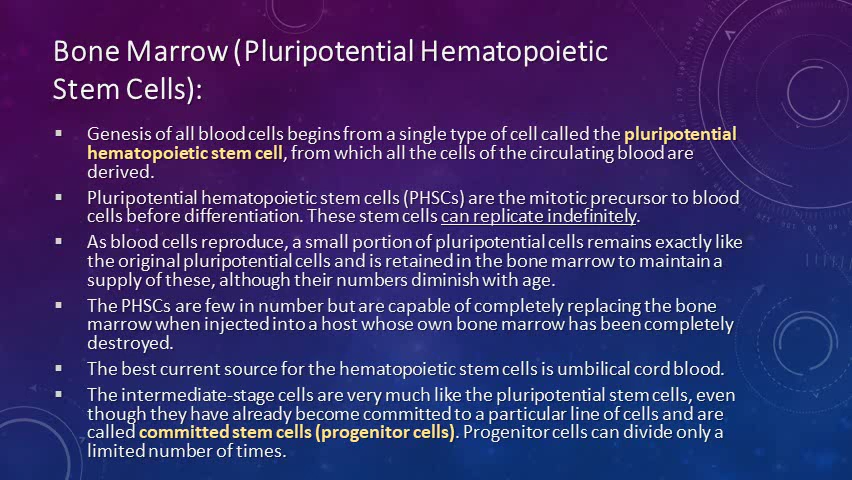 Bone Marrow (Pluripotential Hematopoietic
Stem Cells):
▪ Genesis of all blood cells begins from a single type of cell called the pluripotential
hematopoietic stem cell, from which all the cells of the circulating blood are
derived.
▪ Pluripotential hematopoietic stem cells (PHSCs) are the mitotic precursor to blood
cells before differentiation. These stem cells can replicate indefinitely.
▪ As blood cells reproduce, a small portion of pluripotential cells remains exactly like
the original pluripotential cells and is retained in the bone marrow to maintain a
supply of these, although their numbers diminish with age.
▪ The PHSCs are few in number but are capable of completely replacing the bone
marrow when injected into a host whose own bone marrow has been completely
destroyed.
▪ The best current source for the hematopoietic stem cells is umbilical cord blood.
▪ The intermediate-stage cells are very much like the pluripotential stem cells, even
though they have already become committed to a particular line of cells and are
called committed stem cells (progenitor cells). Progenitor cells can divide only a
limited number of times.